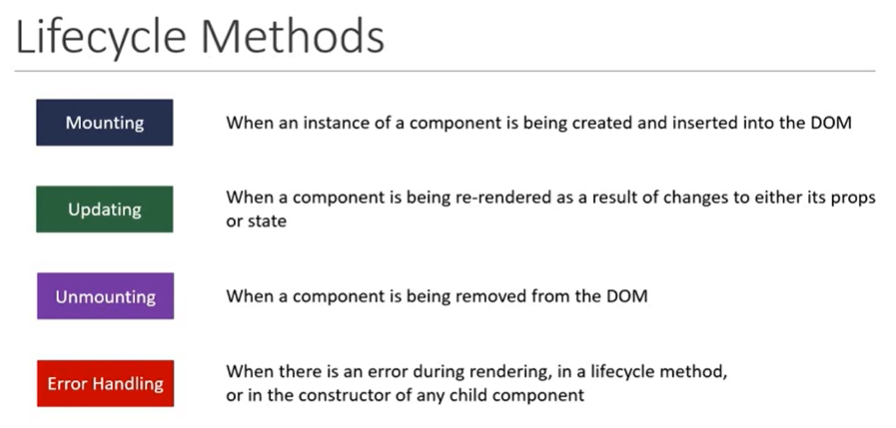 Lifecycle Methods
Mounting
When an instance of a component is being created and inserted into the DOM
Updating
When a component is being re-rendered as a result of changes to either its props
or state
Unmounting
When a component is being removed from the DOM
Error Handling
When there is an error during rendering, in a lifecycle method,
or in the constructor of any child component